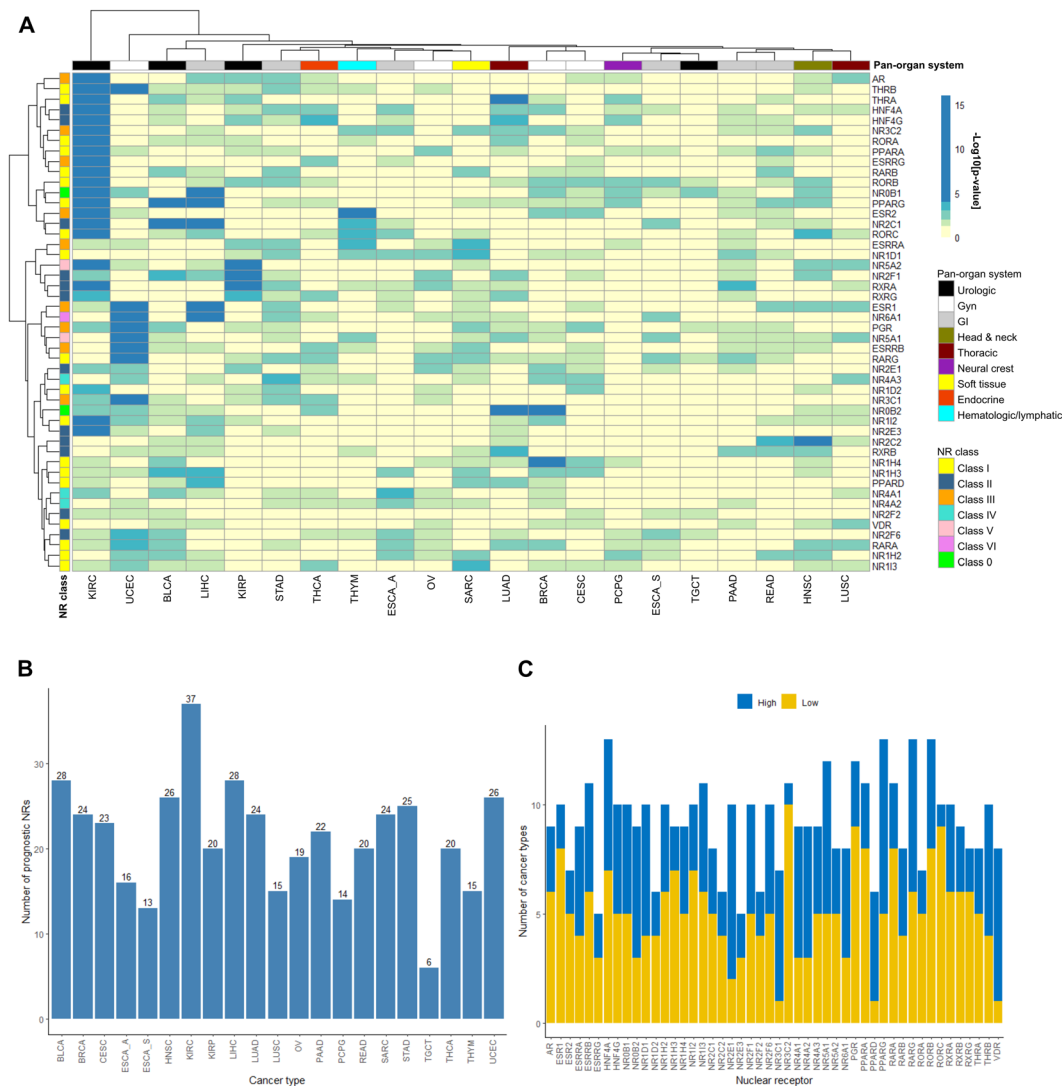 A
Pan-organ system
AR
THRB
THRA
HNF4A
HNF4G
NR3C2
RORA
PPARA
ESRRG
RARB
RORB
NR0B1
PPARG
ESR2
NR2C1
RORC
ESRRA
NR1D1
NR5A2
NR2F1
RXRA
RXRG
ESR1
NR6A1
PGR
NR5A1
ESRRB
RARG
NR2E1
NR4A3
NR1D2
NR3C1
NR0B2
NR1I2
NR2E3
NR2C2
RXRB
NR1H4
NR1H3
PPARD
NR4A1
NR4A2
NR2F2
VDR
NR2F6
RARA
NR1H2
NR1I3
NR class
KIRC
UCEC
BLCA
LIHC
KIRP
STAD
THCA
THYM
ESCA_A
OV
SARC
LUAD
BRCA
CESC
PCPG
ESCA_S
TGCT
PAAD
READ
HNSC
LUSC
15
10
5
0
-Log10[p-value]
Pan-organ system
Urologic
Gyn
GI
Head & neck
Thoracic
Neural crest
Soft tissue
Endocrine
Hematologic/lymphatic
NR class
Class I
Class II
Class III
Class IV
Class V
Class VI
Class 0
B
Number of prognostic NRs
30
20
10
0
28
24
23
16
13
26
37
20
28
24
15
19
22
14
20
24
25
6
20
15
26
BLCA
BRCA
CESC
ESCA_A
ESCA_S
HNSC
KIRC
KIRP
LIHC
LUAD
LUSC
OV
PAAD
PCPG
READ
SARC
STAD
TGCT
THCA
THYM
UCEC
Cancer type
C
High Low
Number of cancer types
10
5
0
AR
ESR1
ESR2
ESRRA
ESRRB
ESRRG
HNF4A
HNF4G
NR0B1
NR0B2
NR1D1
NR1D2
NR1H2
NR1H3
NR1H4
NR1I2
NR1I3
NR2C1
NR2C2
NR2E1
NR2E3
NR2F1
NR2F2
NR2F6
NR3C1
NR3C2
NR4A1
NR4A2
NR4A3
NR5A1
NR5A2
NR6A1
PGR
PPARA
PPARD
PPARG
RARA
RARB
RARG
RORA
RORB
RORC
RXRA
RXRB
RXRG
THRA
THRB
VDR
Nuclear receptor